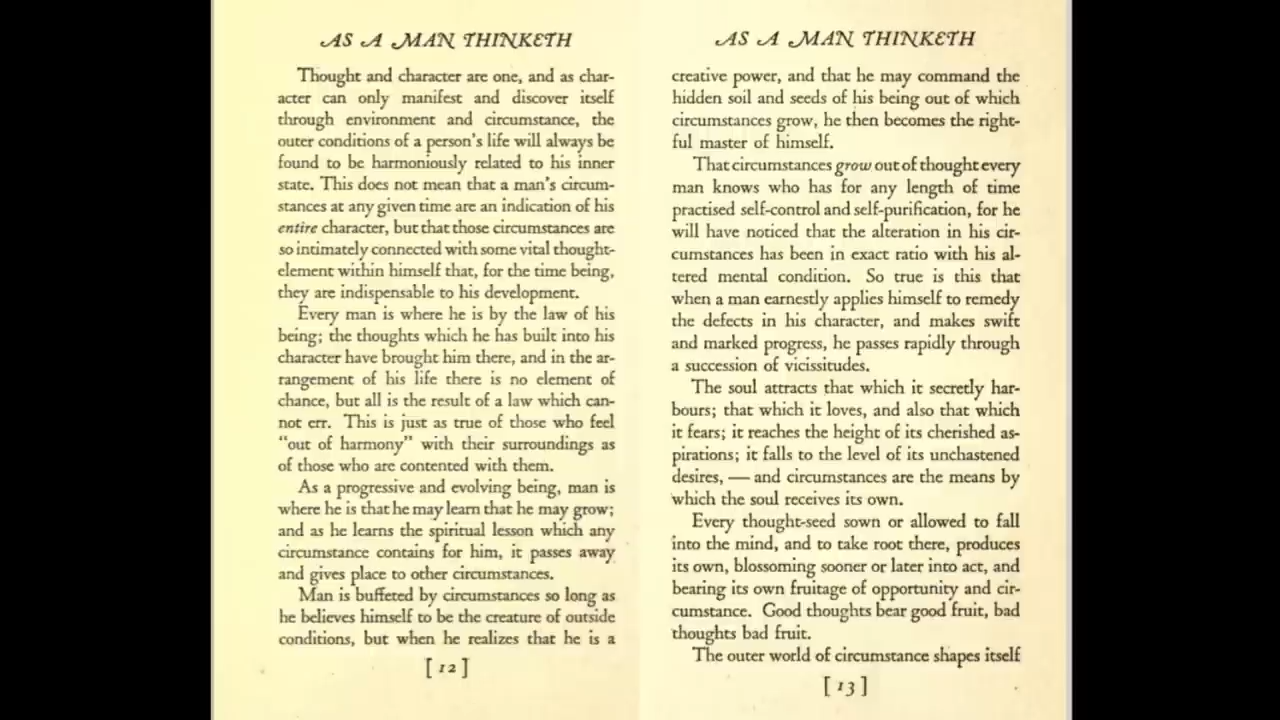 AS A MAN THINKETH
Thought and character are one, and as char-
acter can only manifest and discover itself
through environment and circumstance, the
outer conditions of a person's life will always be
found to be harmoniously related to his inner
state. This does not mean that a man's circum-
stances at any given time are an indication of his
entire character, but that those circumstances are
so intimately connected with some vital thought-
element within himself that, for the time being,
they are indispensable to his development.
Every man is where he is by the law of his
being; the thoughts which he has built into his
character have brought him there, and in the ar-
rangement of his life there is no element of
chance, but all is the result of a law which can-
not err. This is just as true of those who feel
"out of harmony" with their surroundings as
of those who are contented with them.
As a progressive and evolving being, man is
where he is that he may learn that he may grow;
and as he learns the spiritual lesson which any
circumstance contains for him, it passes away
and gives place to other circumstances.
Man is buffeted by circumstances so long as
he believes himself to be the creature of outside
conditions, but when he realizes that he is a
[ 12 ]
AS A MAN THINKETH
creative power, and that he may command the
hidden soil and seeds of his being out of which
circumstances grow, he then becomes the right-
ful master of himself.
That circumstances grow out of thought every
man knows who has for any length of time
practised self-control and self-purification, for he
will have noticed that the alteration in his cir-
cumstances has been in exact ratio with his al-
tered mental condition. So true is this that
when a man earnestly applies himself to remedy
the defects in his character, and makes swift
and marked progress, he passes rapidly through
a succession of vicissitudes.
The soul attracts that which it secretly har-
bours; that which it loves, and also that which
it fears; it reaches the height of its cherished as-
pirations; it falls to the level of its unchastened
desires, — and circumstances are the means by
which the soul receives its own.
Every thought-seed sown or allowed to fall
into the mind, and to take root there, produces
its own, blossoming sooner or later into act, and
bearing its own fruitage of opportunity and cir-
cumstance. Good thoughts bear good fruit, bad
thoughts bad fruit.
The outer world of circumstance shapes itself
[ 13 ]